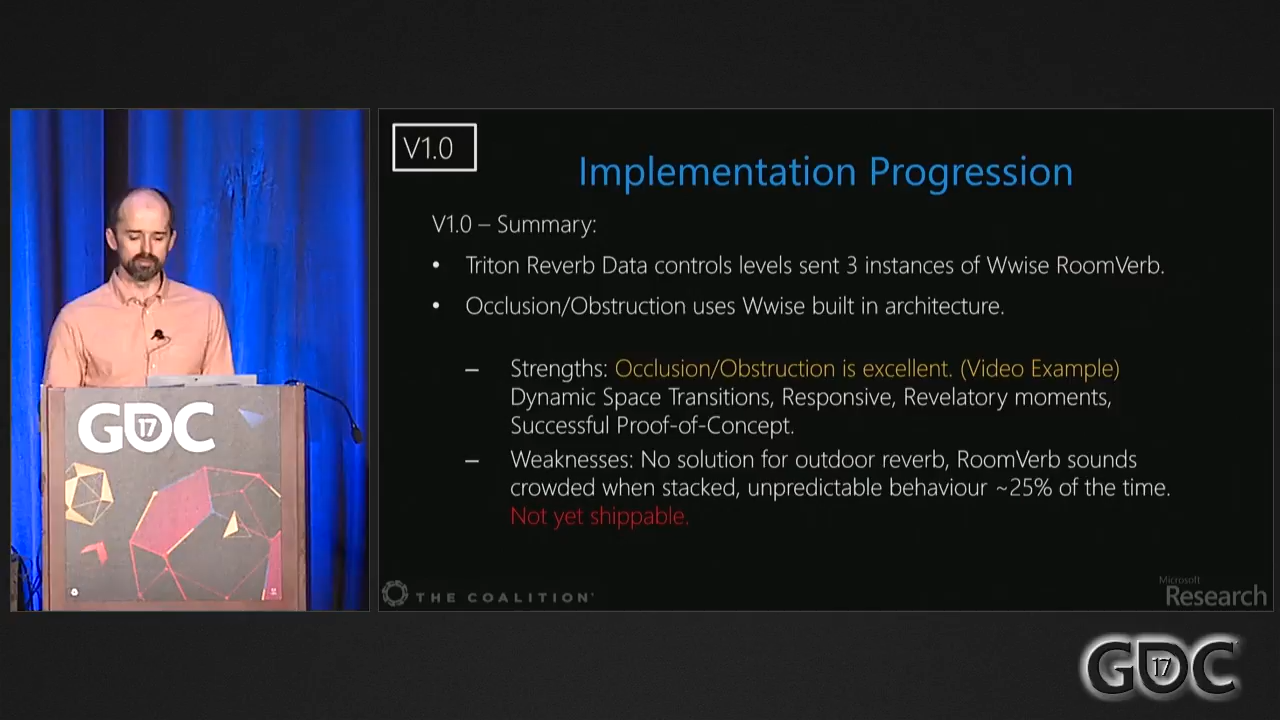 V1.0
Implementation Progression
V1.0 – Summary:
• Triton Reverb Data controls levels sent 3 instances of Wwise RoomVerb.
• Occlusion/Obstruction uses Wwise built in architecture.
– Strengths: Occlusion/Obstruction is excellent. (Video Example)
Dynamic Space Transitions, Responsive, Revelatory moments,
Successful Proof-of-Concept.
– Weaknesses: No solution for outdoor reverb, RoomVerb sounds
crowded when stacked, unpredictable behaviour ~25% of the time.
Not yet shippable.
THE COALITION
Microsoft
Research
GDC
17
GDC
17